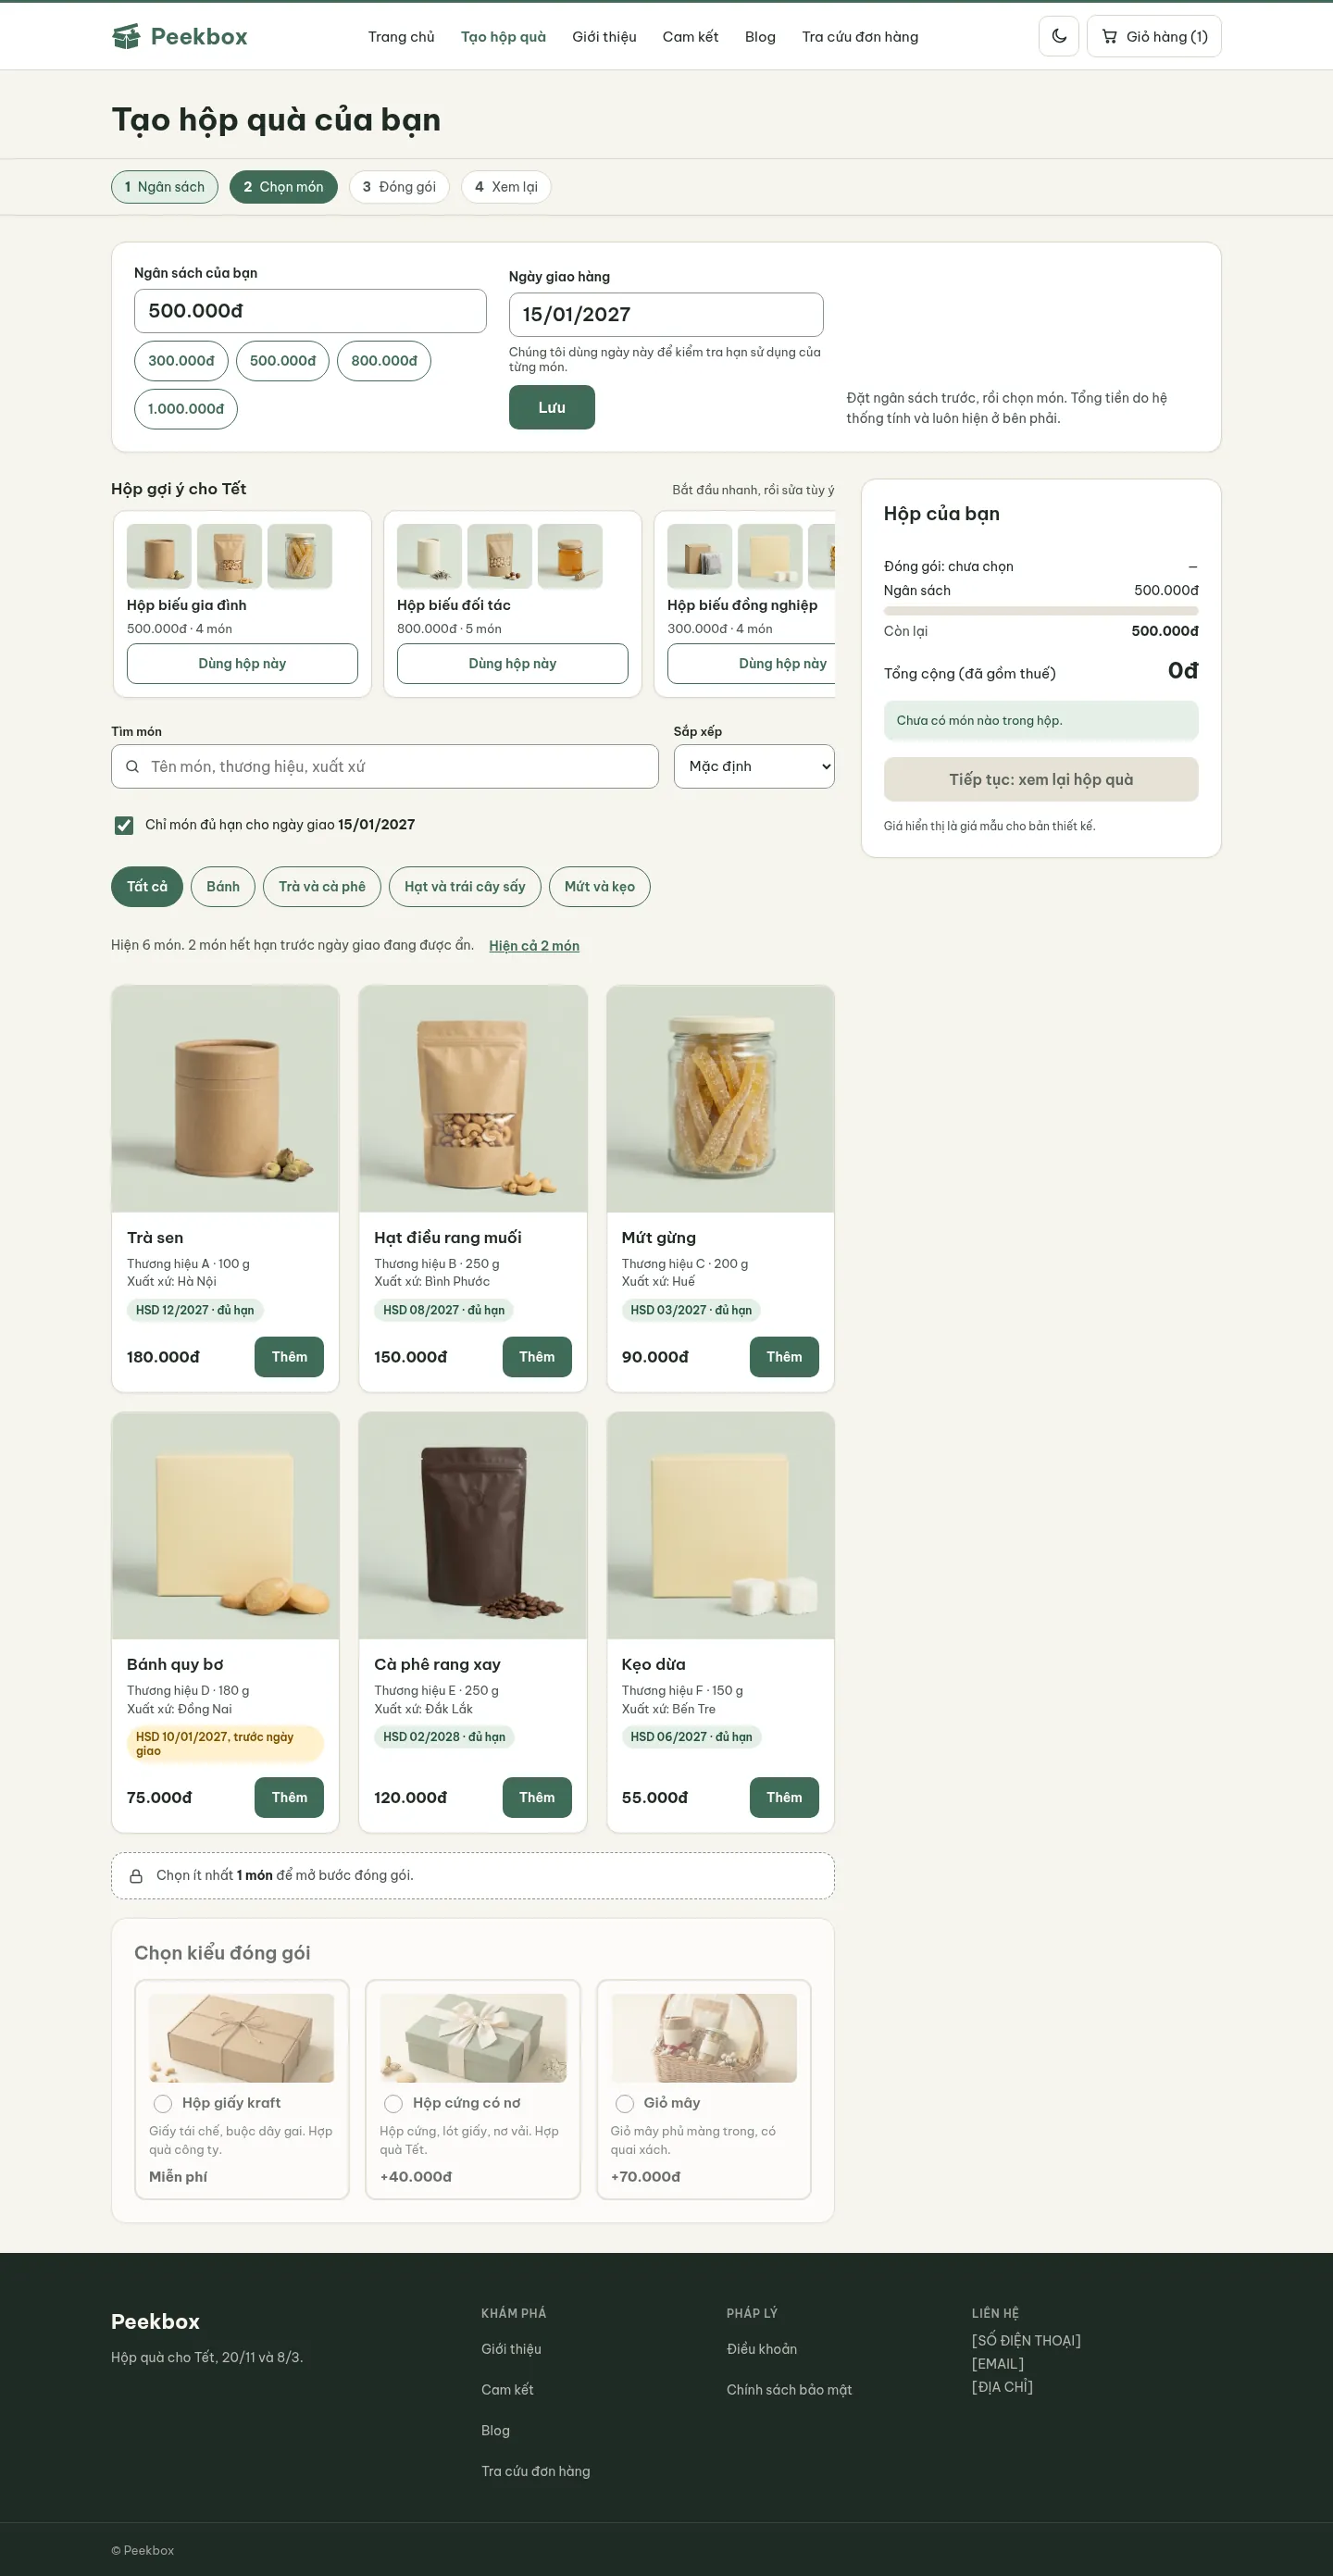 Peekbox
Trang chủ
Tạo hộp quà
Giới thiệu
Cam kết
Blog
Tra cứu đơn hàng
Giỏ hàng (1)
Tạo hộp quà của bạn
1 Ngân sách
2 Chọn món
3 Đóng gói
4 Xem lại
Ngân sách của bạn
500.000đ
300.000đ
500.000đ
800.000đ
1.000.000đ
Ngày giao hàng
15/01/2027
Chúng tôi dùng ngày này để kiểm tra hạn sử dụng của
từng món.
Lưu
Đặt ngân sách trước, rồi chọn món. Tổng tiền do hệ
thống tính và luôn hiện ở bên phải.
Hộp gợi ý cho Tết
Bắt đầu nhanh, rồi sửa tùy ý
Hộp biếu gia đình
500.000đ · 4 món
Dùng hộp này
Hộp biếu đối tác
800.000đ · 5 món
Dùng hộp này
Hộp biếu đồng nghiệp
300.000đ · 4 món
Dùng hộp này
Tìm món
Tên món, thương hiệu, xuất xứ
Sắp xếp
Mặc định
Chỉ món đủ hạn cho ngày giao 15/01/2027
Tất cả
Bánh
Trà và cà phê
Hạt và trái cây sấy
Mứt và kẹo
Hiện 6 món. 2 món hết hạn trước ngày giao đang được ẩn.
Hiện cả 2 món
Trà sen
Thương hiệu A · 100 g
Xuất xứ: Hà Nội
HSD 12/2027 · đủ hạn
180.000đ
Thêm
Hạt điều rang muối
Thương hiệu B · 250 g
Xuất xứ: Bình Phước
HSD 08/2027 · đủ hạn
150.000đ
Thêm
Mứt gừng
Thương hiệu C · 200 g
Xuất xứ: Huế
HSD 03/2027 · đủ hạn
90.000đ
Thêm
Bánh quy bơ
Thương hiệu D · 180 g
Xuất xứ: Đồng Nai
HSD 10/01/2027, trước ngày
giao
75.000đ
Thêm
Cà phê rang xay
Thương hiệu E · 250 g
Xuất xứ: Đắk Lắk
HSD 02/2028 · đủ hạn
120.000đ
Thêm
Kẹo dừa
Thương hiệu F · 150 g
Xuất xứ: Bến Tre
HSD 06/2027 · đủ hạn
55.000đ
Thêm
Chọn ít nhất 1 món để mở bước đóng gói.
Chọn kiểu đóng gói
Hộp giấy kraft
Giấy tái chế, buộc dây gai. Hợp
quà công ty.
Miễn phí
Hộp cứng có nơ
Hộp cứng, lót giấy, nơ vải. Hợp
quà Tết.
+40.000đ
Giỏ mây
Giỏ mây phủ màng trong, có
quai xách.
+70.000đ
Hộp của bạn
Đóng gói: chưa chọn –
Ngân sách 500.000đ
Còn lại 500.000đ
Tổng cộng (đã gồm thuế) 0đ
Chưa có món nào trong hộp.
Tiếp tục: xem lại hộp quà
Giá hiển thị là giá mẫu cho bản thiết kế.
Peekbox
Hộp quà cho Tết, 20/11 và 8/3.
KHÁM PHÁ
Giới thiệu
Cam kết
Blog
Tra cứu đơn hàng
PHÁP LÝ
Điều khoản
Chính sách bảo mật
LIÊN HỆ
[SỐ ĐIỆN THOẠI]
[EMAIL]
[ĐỊA CHỈ]
© Peekbox